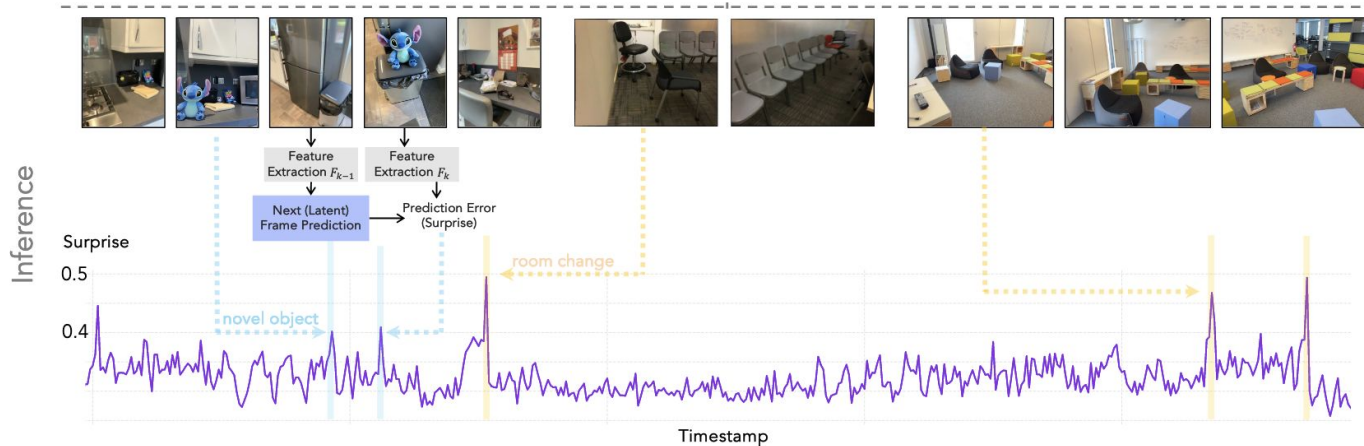 Inference
Feature
Extraction F_{k-1}
Feature
Extraction F_k
Next (Latent)
Frame Prediction
Prediction Error
(Surprise)
Surprise
0.5
room change
novel object
0.4
Timestamp